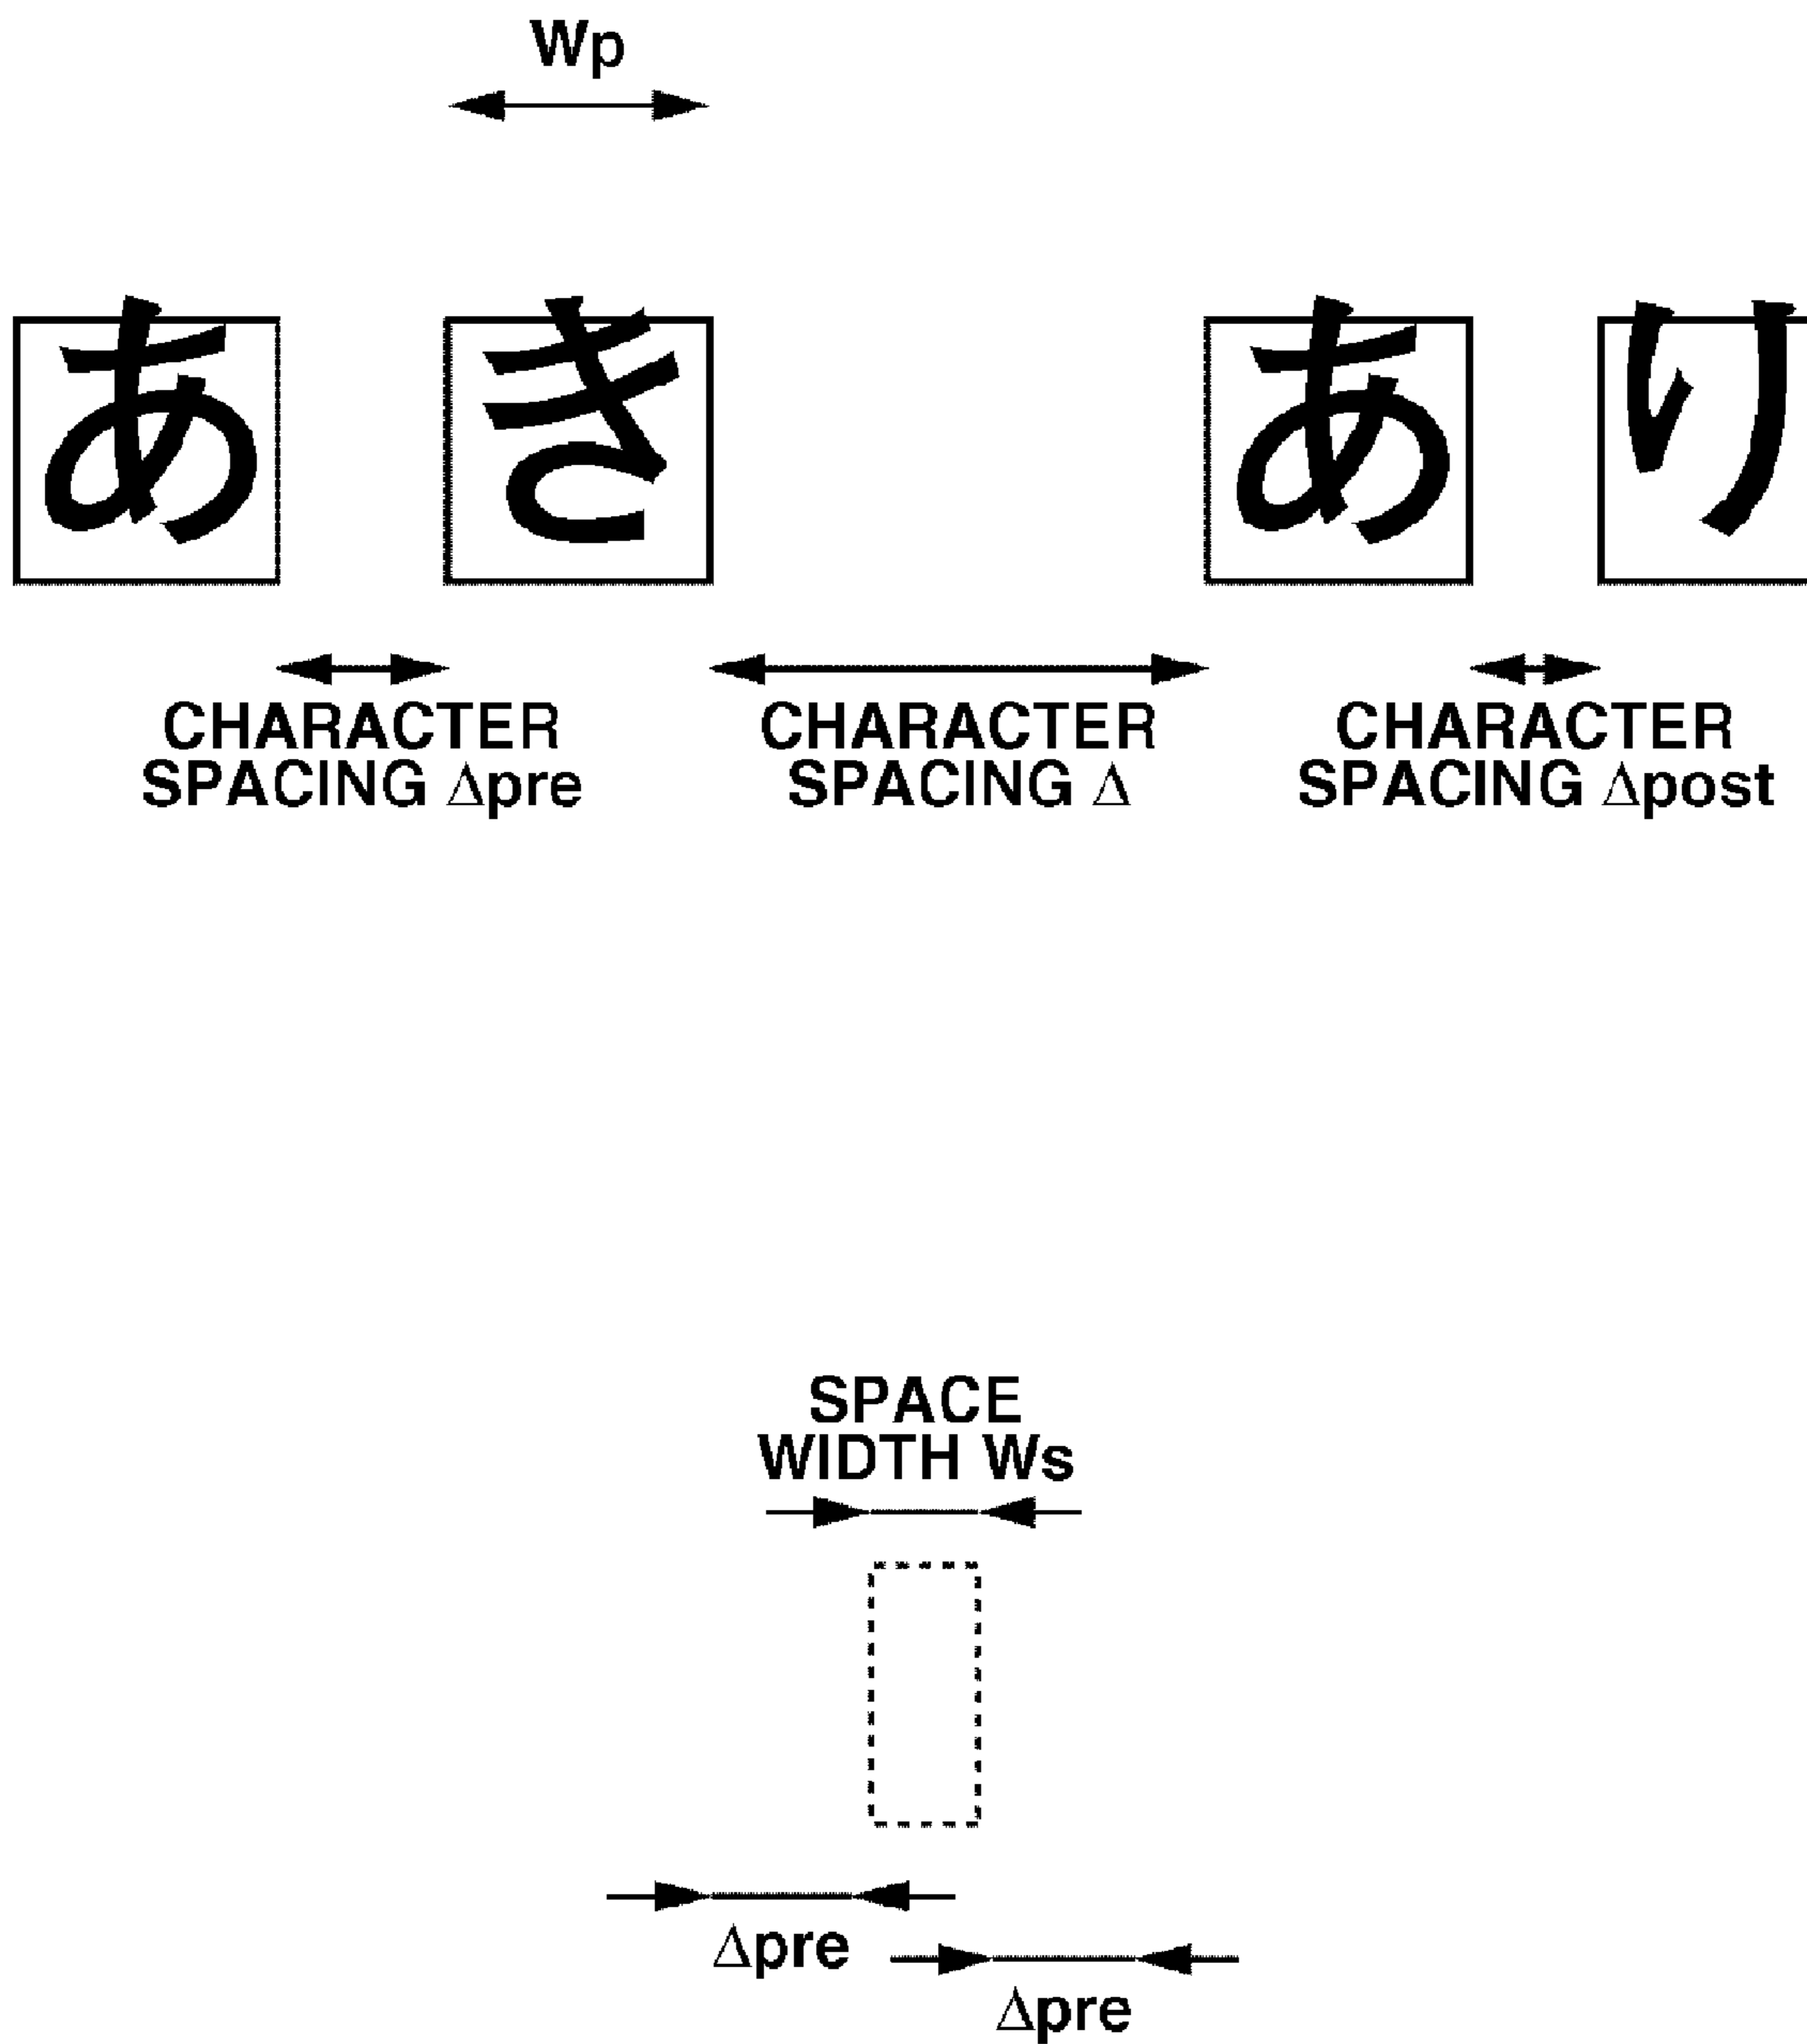 Wp
あ き あ り
CHARACTER
SPACING Δpre
CHARACTER
SPACING Δ
CHARACTER
SPACING Δpost
SPACE
WIDTH Ws
Δpre
Δpre